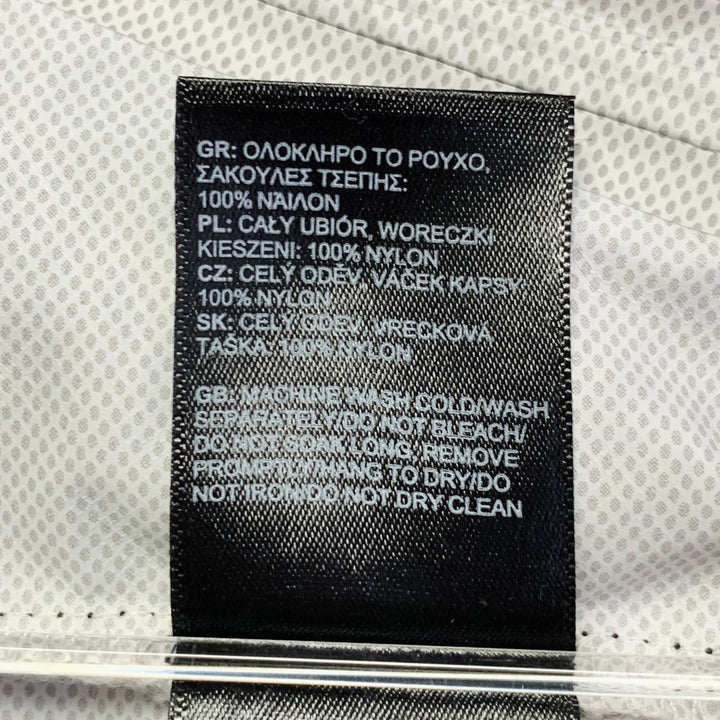 GR: ΟΛΟΚΛΗΡΟ ΤΟ ΡΟΥΧΟ,
ΣΑΚΟΥΛΕΣ ΤΣΕΠΗΣ:
100% ΝΆΙΛΟΝ
PL: CAŁY UBIÓR, WORECZKI
KIESZENI: 100% NYLON
CZ: CELÝ ODĚV, VÁČEK KAPSY:
100% NYLON
SK: CELÝ ODEV, VRECKOVÁ
TAŠKA: 100% NYLON
GB: MACHINE WASH COLD/WASH
SEPARATELY/DO NOT BLEACH/
DO NOT SOAK LONG, REMOVE
PROMPTLY/HANG TO DRY/DO
NOT IRON/DO NOT DRY CLEAN